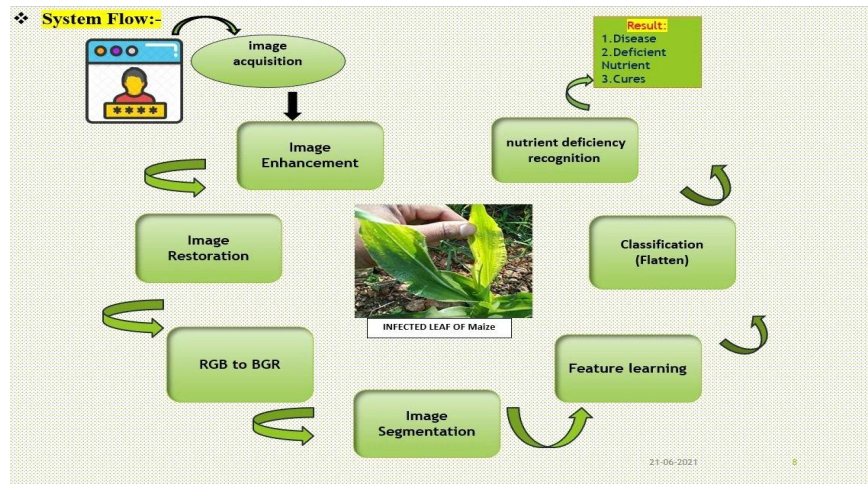 ❖ System Flow:-
image
acquisition
****
Image
Enhancement
Image
Restoration
RGB to BGR
Image
Segmentation
Feature learning
Classification
(Flatten)
nutrient deficiency
recognition
Result:
1.Disease
2.Deficient
Nutrient
3.Cures
INFECTED LEAF OF Maize
21-06-2021
8